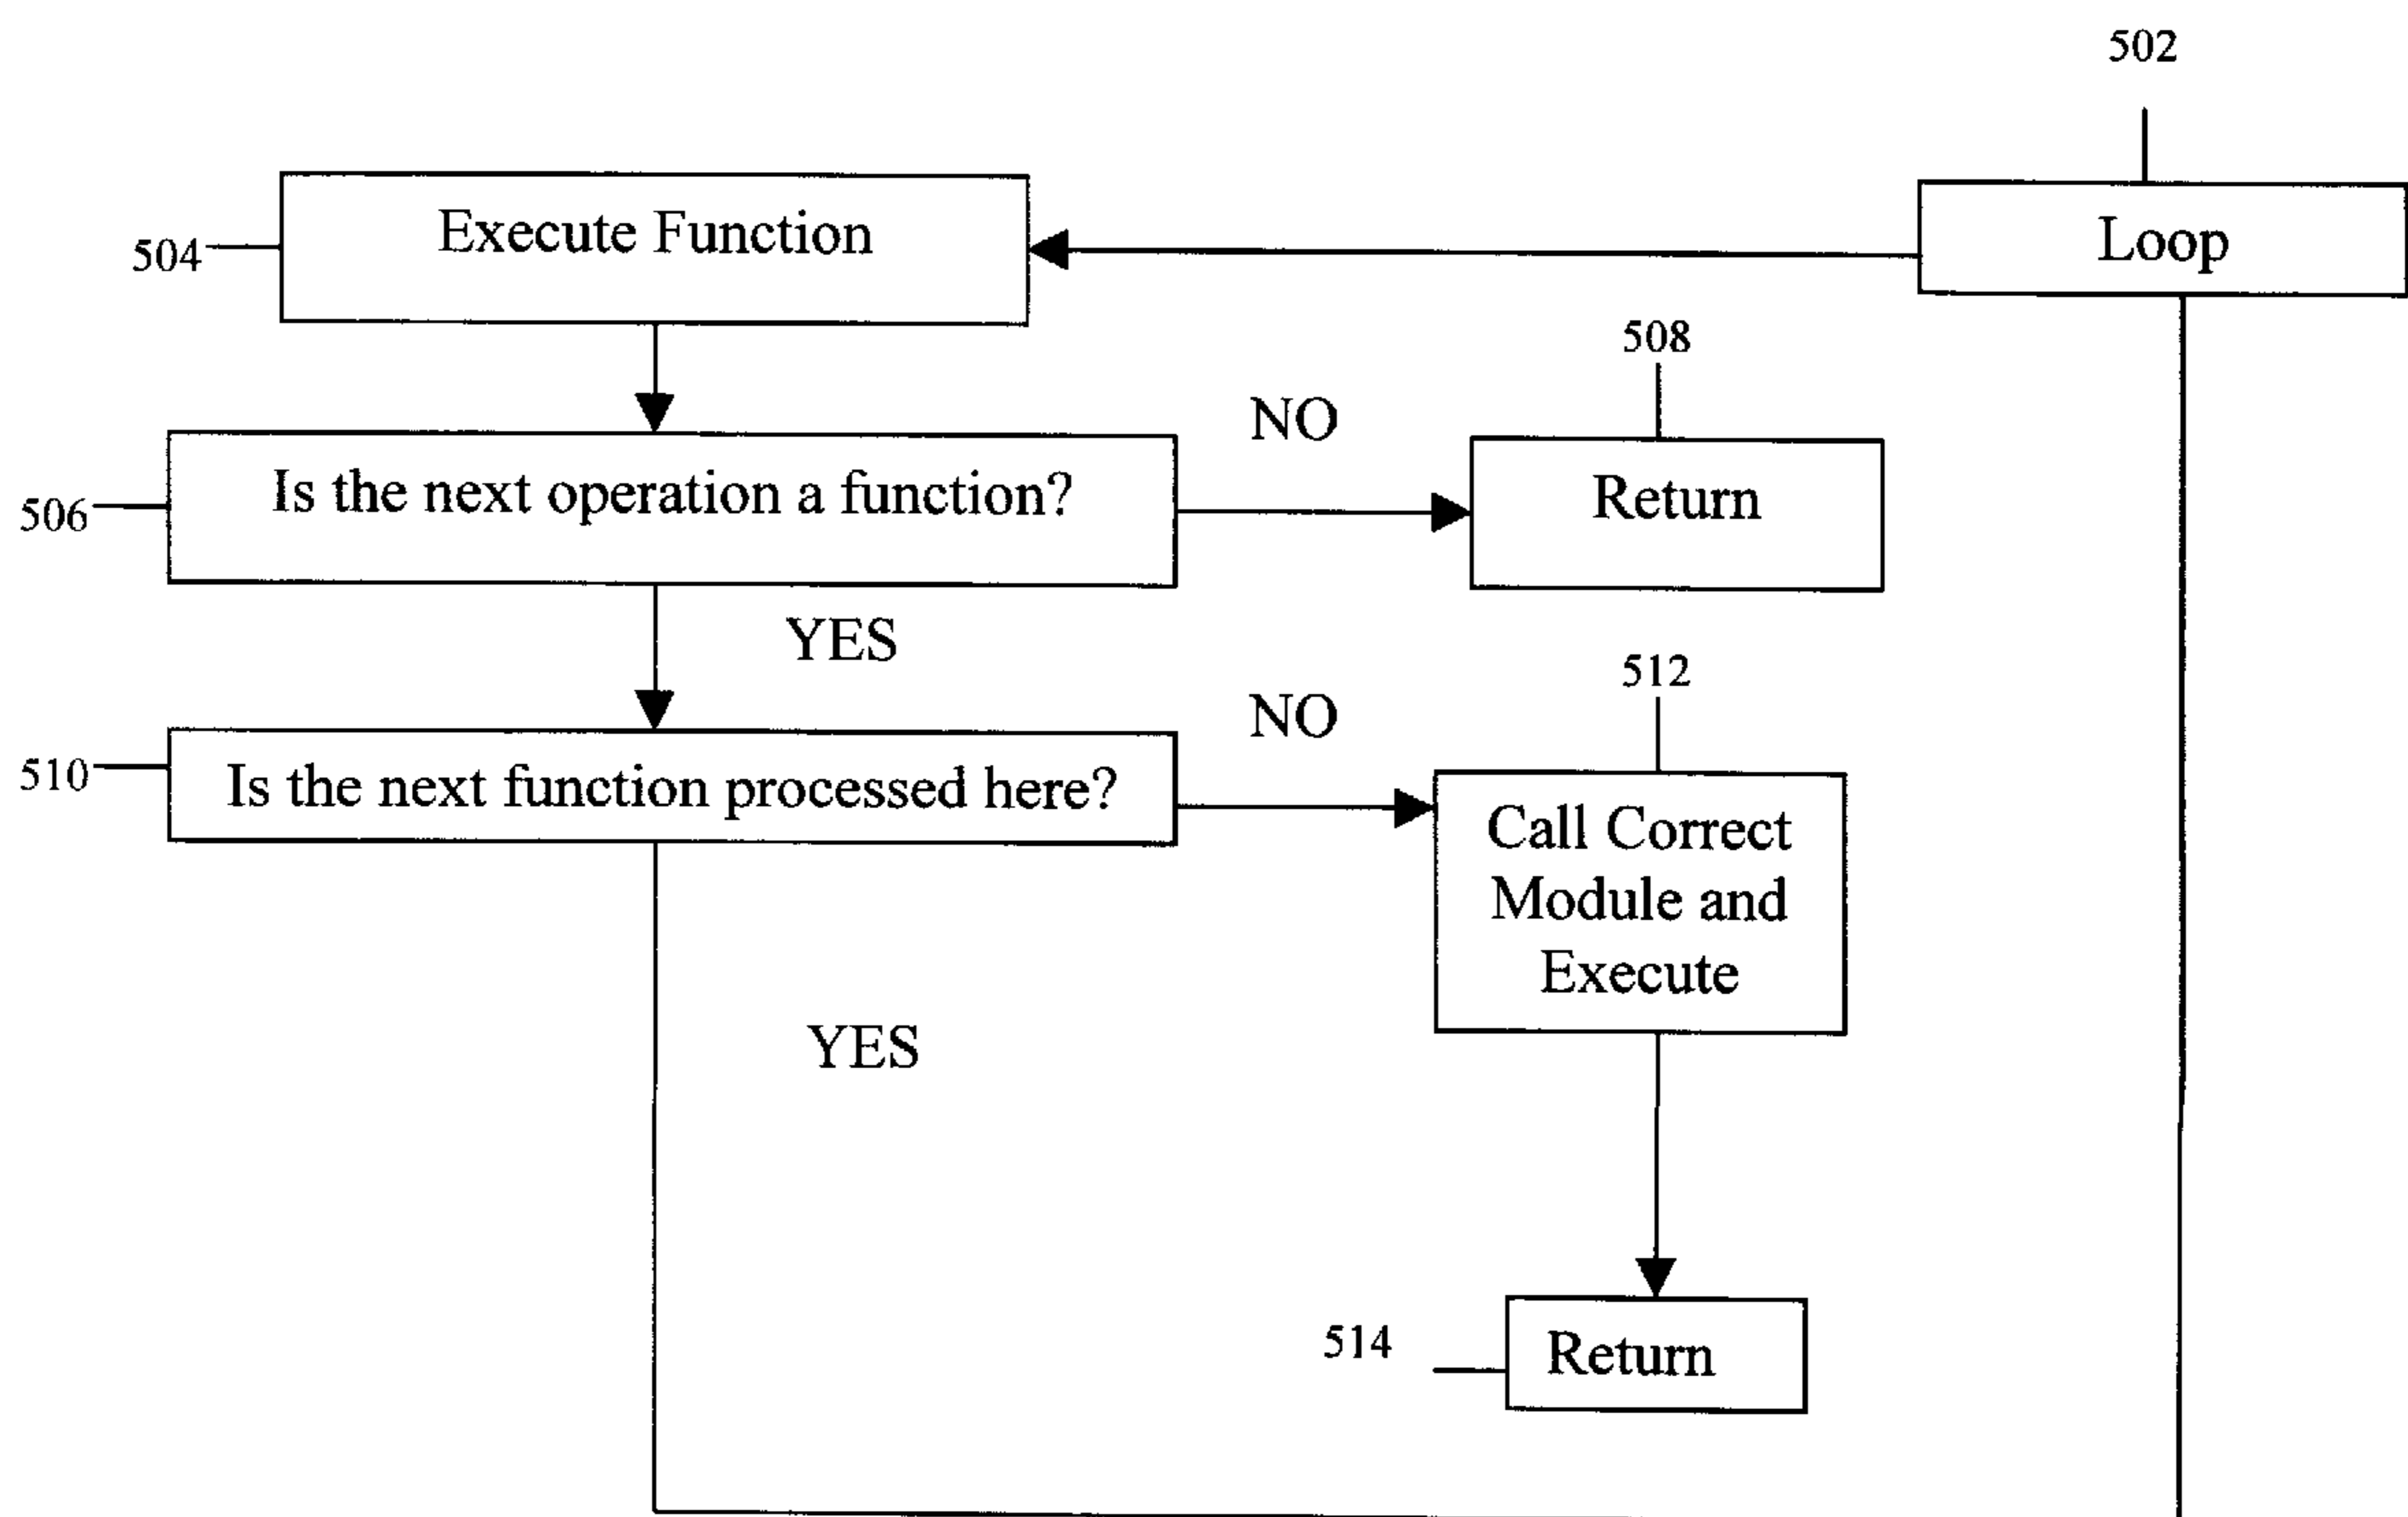 502
Loop
504
Execute Function
508
NO
506
Is the next operation a function?
Return
YES
512
NO
510
Is the next function processed here?
Call Correct
Module and
Execute
YES
514
Return